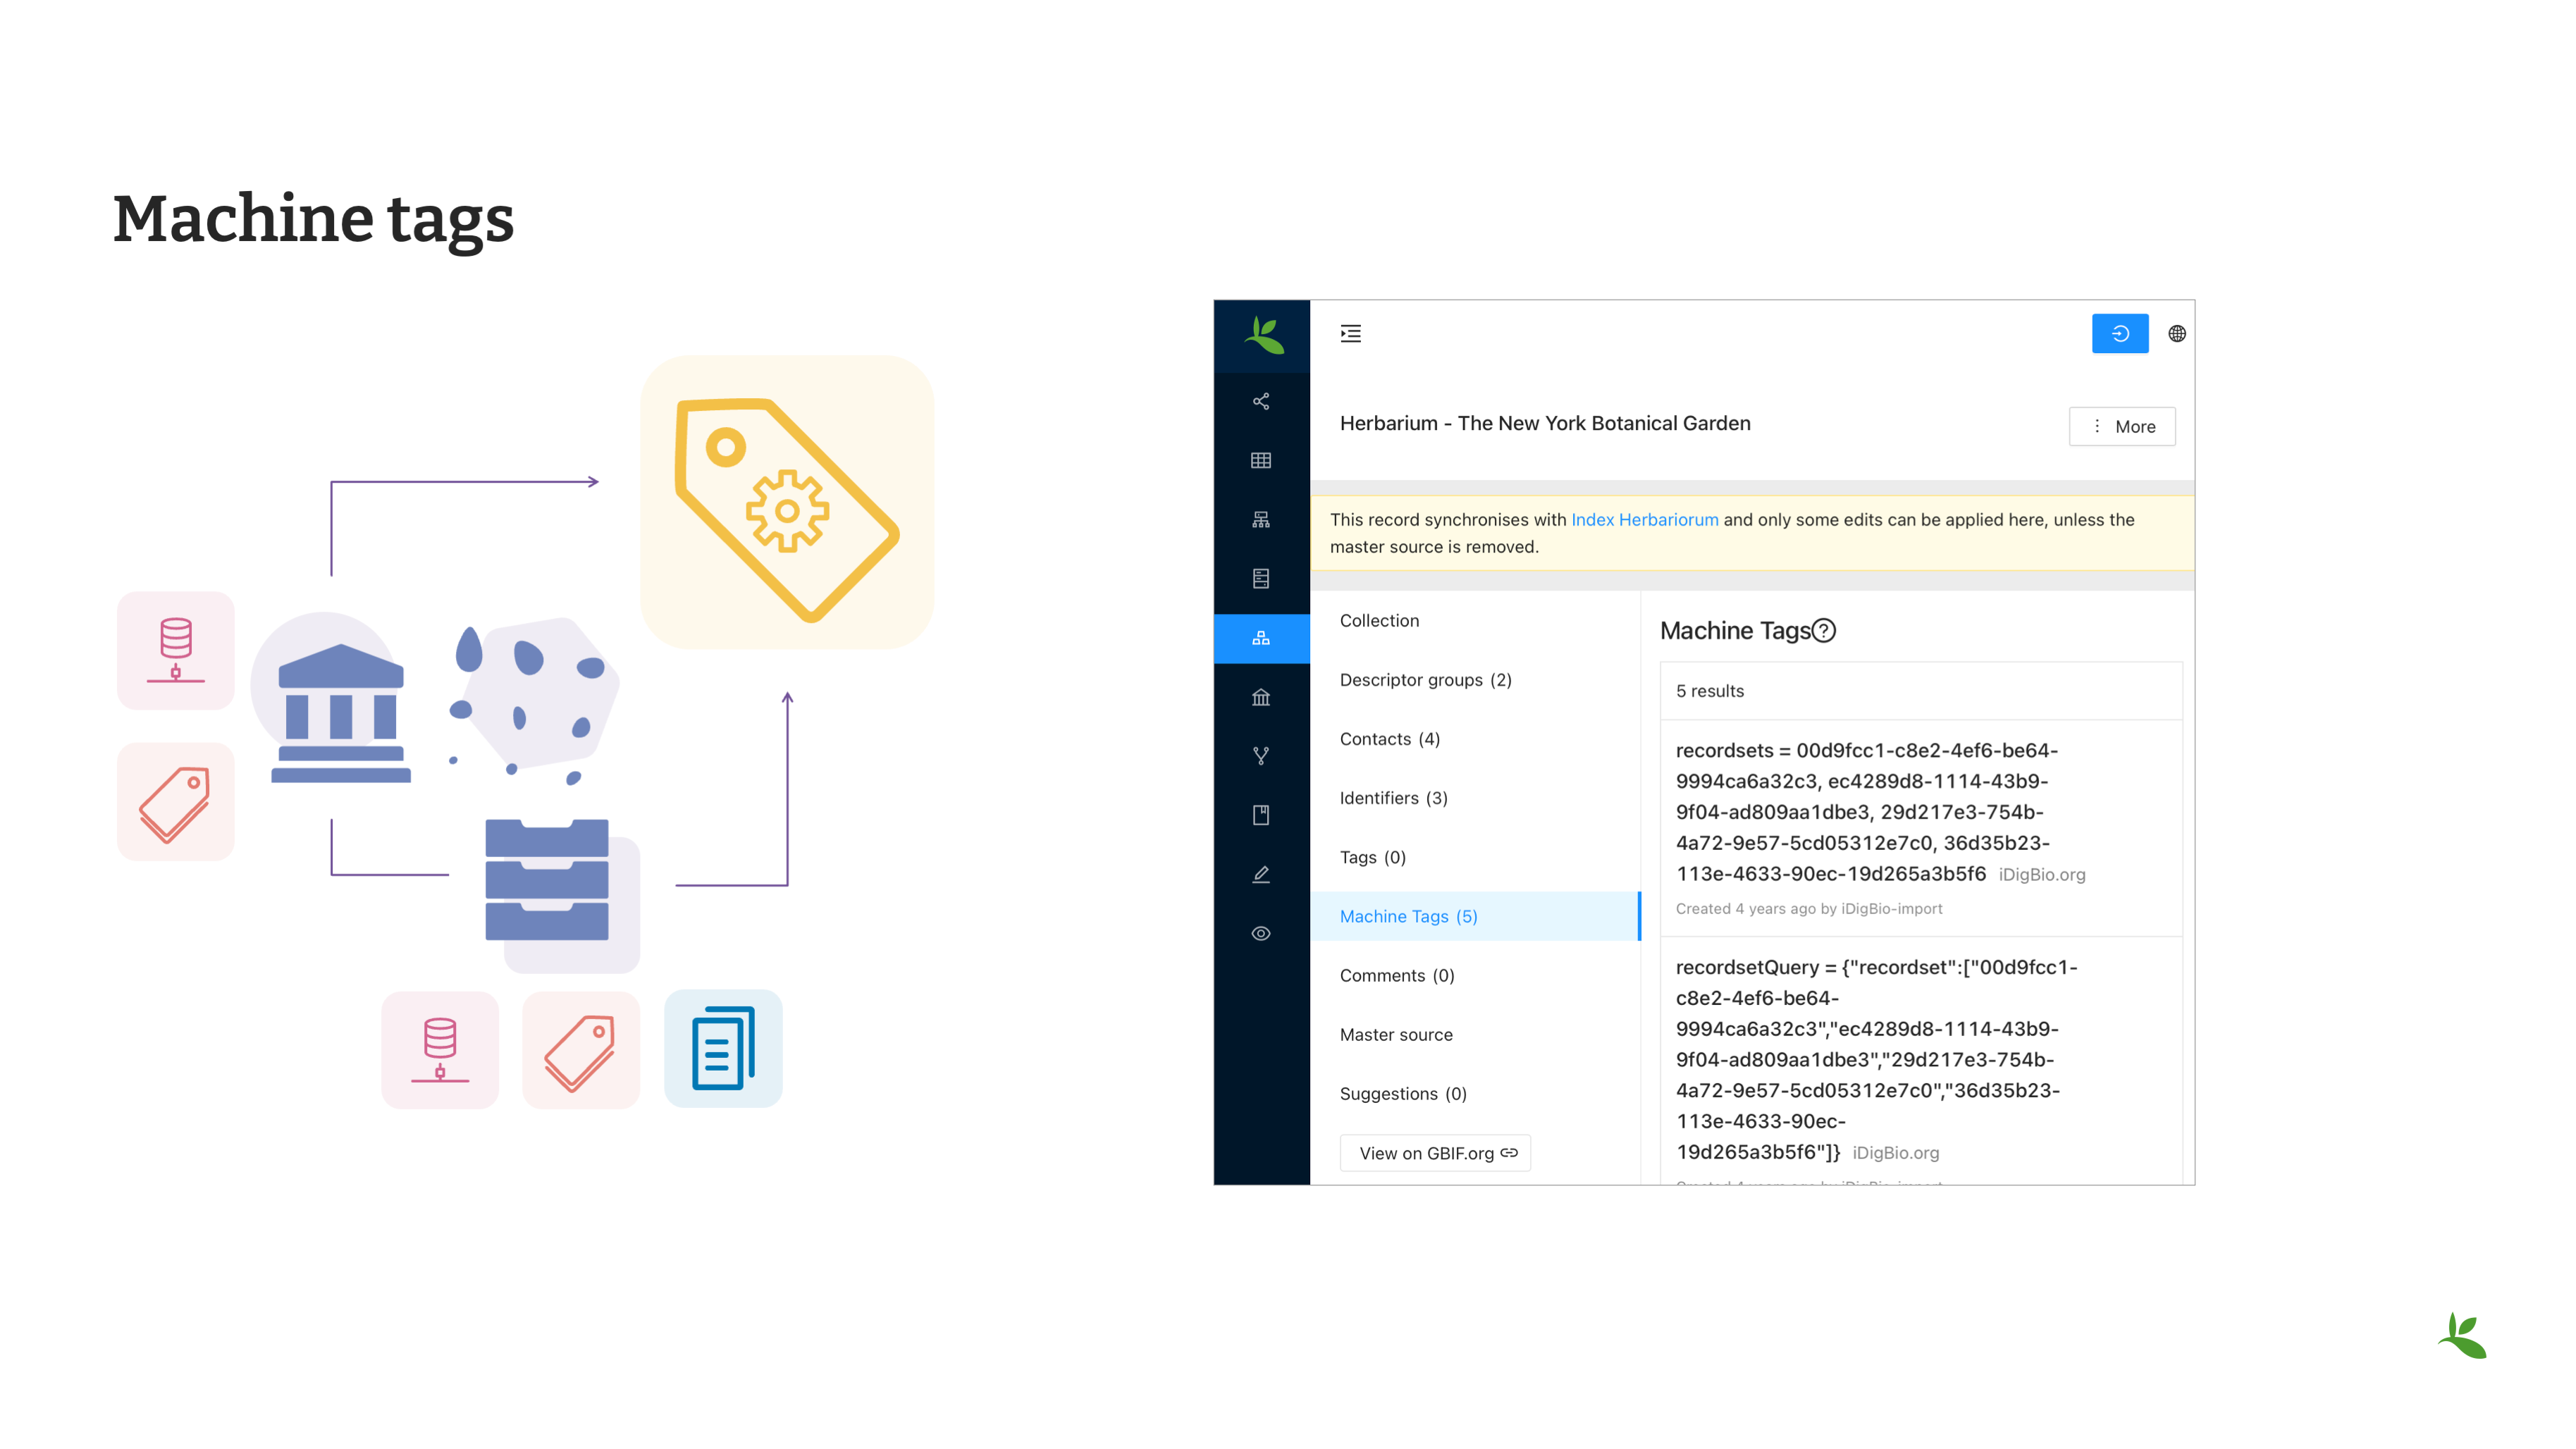 Machine tags
Herbarium - The New York Botanical Garden
More
This record synchronises with Index Herbariorum and only some edits can be applied here, unless the
master source is removed.
Collection
Descriptor groups (2)
Contacts (4)
Identifiers (3)
Tags (0)
Machine Tags (5)
Comments (0)
Master source
Suggestions (0)
View on GBIF.org
Machine Tags
5 results
recordsets = 00d9fcc1-c8e2-4ef6-be64-
9994ca6a32c3, ec4289d8-1114-43b9-
9f04-ad809aa1dbe3, 29d217e3-754b-
4a72-9e57-5cd05312e7c0, 36d35b23-
113e-4633-90ec-19d265a3b5f6 iDigBio.org
Created 4 years ago by iDigBio-import
recordsetQuery = {"recordset":["00d9fcc1-
c8e2-4ef6-be64-
9994ca6a32c3","ec4289d8-1114-43b9-
9f04-ad809aa1dbe3","29d217e3-754b-
4a72-9e57-5cd05312e7c0","36d35b23-
113e-4633-90ec-
19d265a3b5f6"]} iDigBio.org